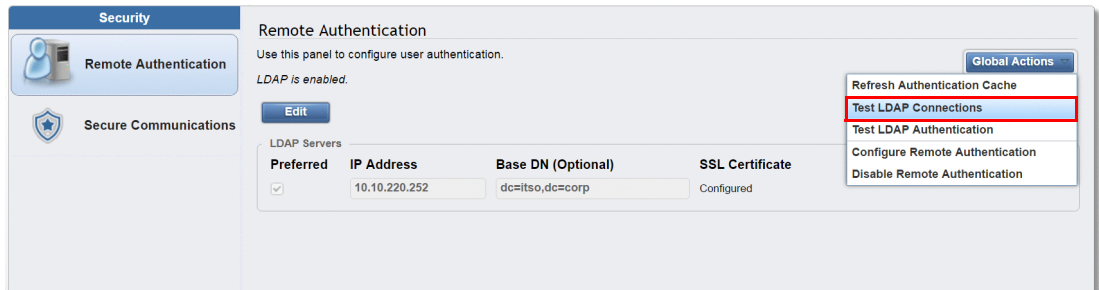 Security
Remote Authentication
Secure Communications
Remote Authentication
Use this panel to configure user authentication.
LDAP is enabled.
Edit
Global Actions
Refresh Authentication Cache
Test LDAP Connections
Test LDAP Authentication
Configure Remote Authentication
Disable Remote Authentication
LDAP Servers
Preferred IP Address Base DN (Optional) SSL Certificate
10.10.220.252 dc=itso,dc=corp Configured